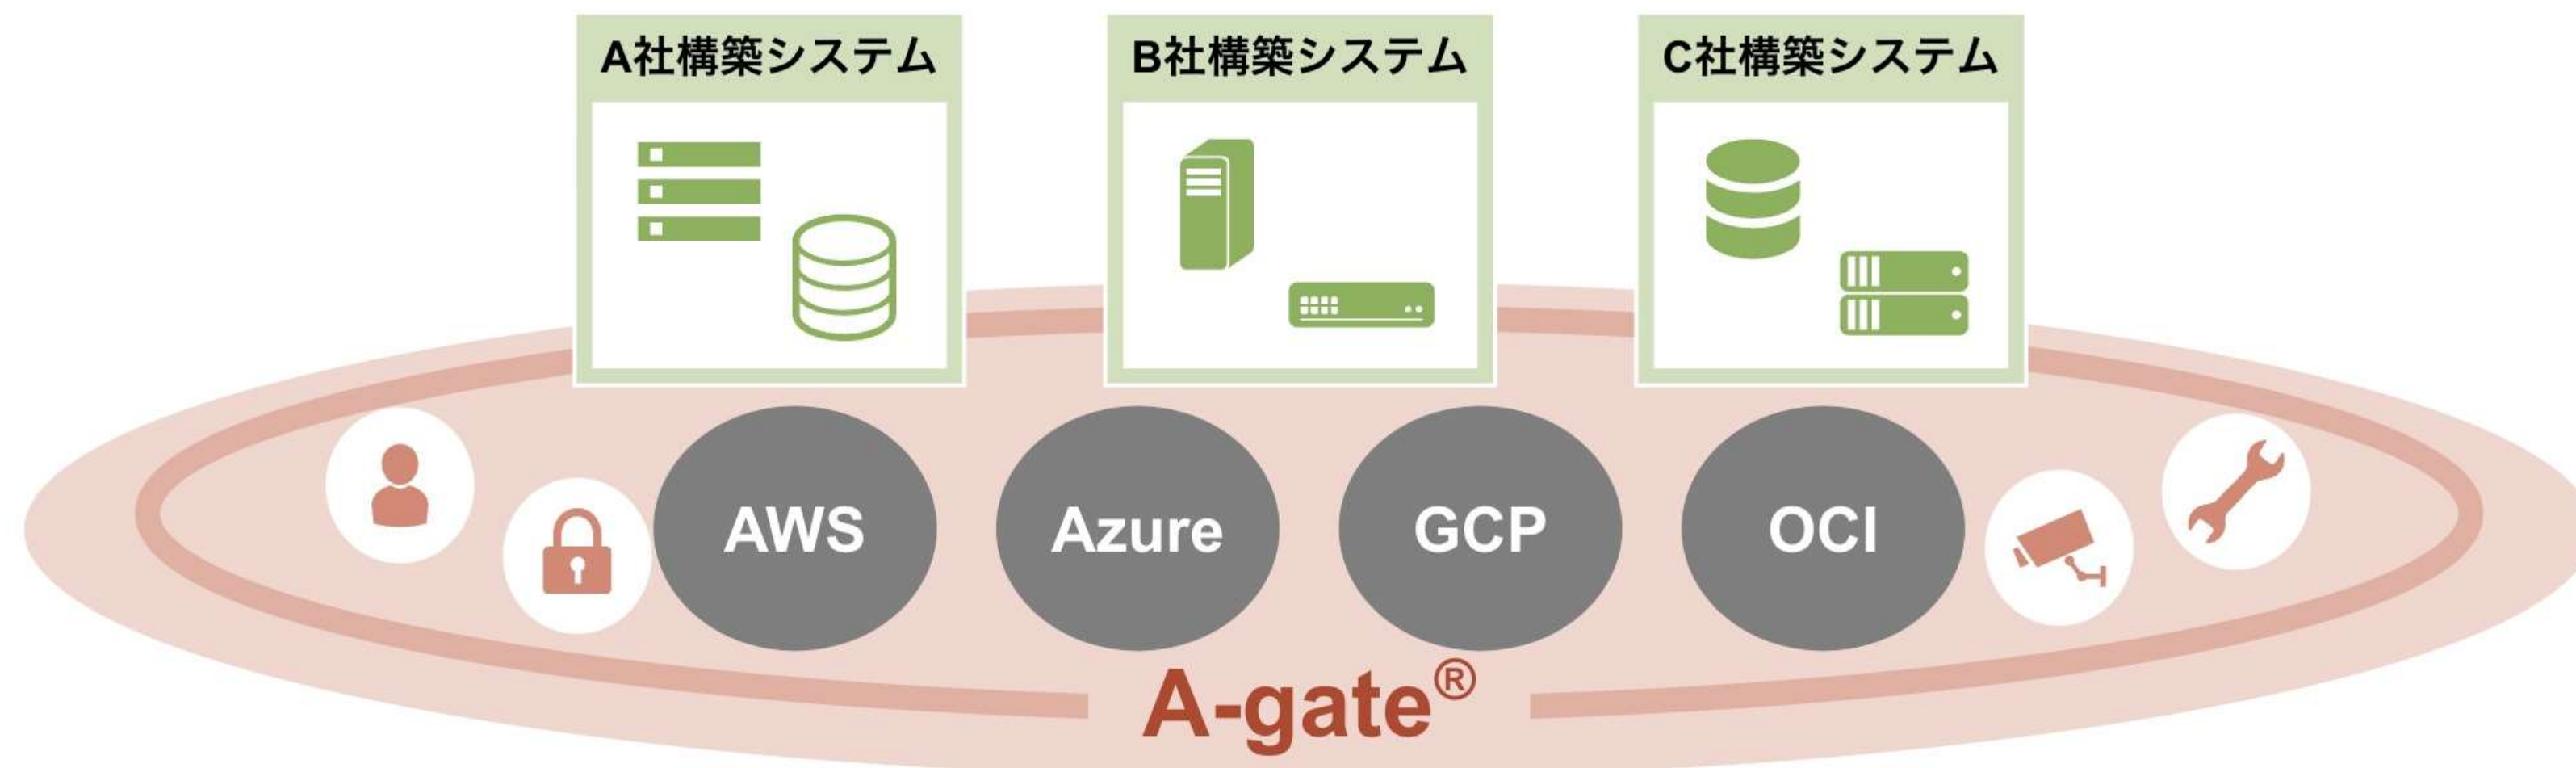 A社構築システム
B社構築システム
C社構築システム
AWS
Azure
GCP
OCI
A-gate®